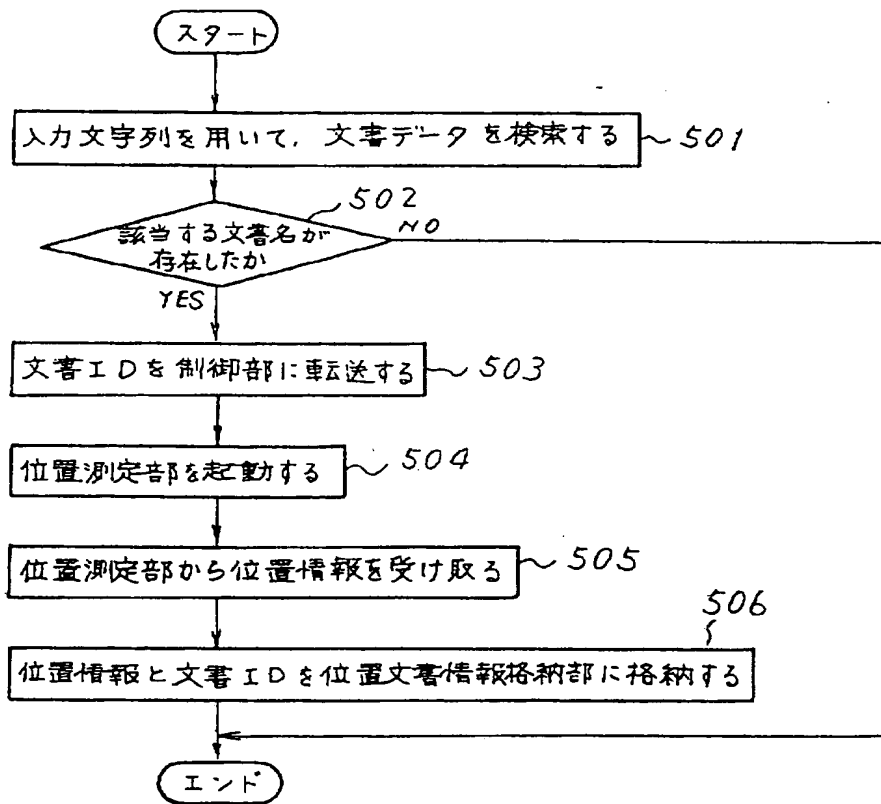 スタート
入力文字列を用いて、文書データを検索する
501
502
該当する文書名が
存在したか
NO
YES
文書IDを制御部に転送する
503
位置測定部を起動する
504
位置測定部から位置情報を受け取る
505
506
位置情報と文書IDを位置文書情報格納部に格納する
エンド